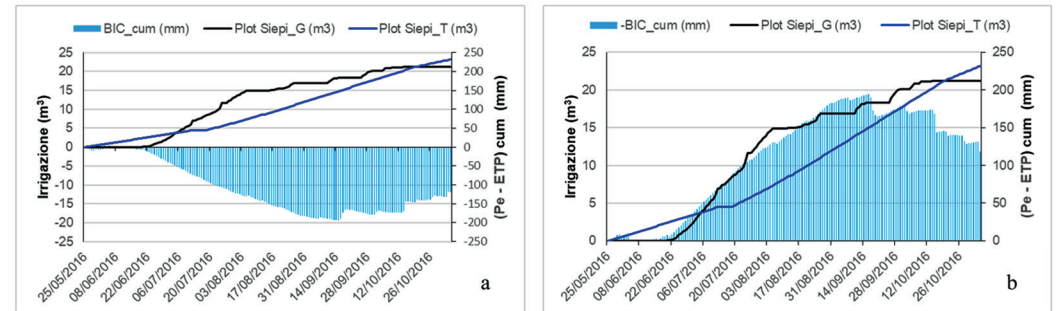 BIC_cum (mm) Plot Siepi_G (m3) Plot Siepi_T (m3)
25 250
20 200
15 150
10 100
5 50
0 0
-5 -50
-10 -100
-15 -150
-20 -200
-25 -250
Irrigazione (m³)
(Pe - ETP) cum (mm)
25/05/2016 08/06/2016 22/06/2016 06/07/2016 20/07/2016 03/08/2016 17/08/2016 31/08/2016 14/09/2016 28/09/2016 12/10/2016 26/10/2016
a
-BIC_cum (mm) Plot Siepi_G (m3) Plot Siepi_T (m3)
25 250
20 200
15 150
10 100
5 50
0 0
Irrigazione (m³)
(Pe - ETP) cum (mm)
25/05/2016 08/06/2016 22/06/2016 06/07/2016 20/07/2016 03/08/2016 17/08/2016 31/08/2016 14/09/2016 28/09/2016 12/10/2016 26/10/2016
b